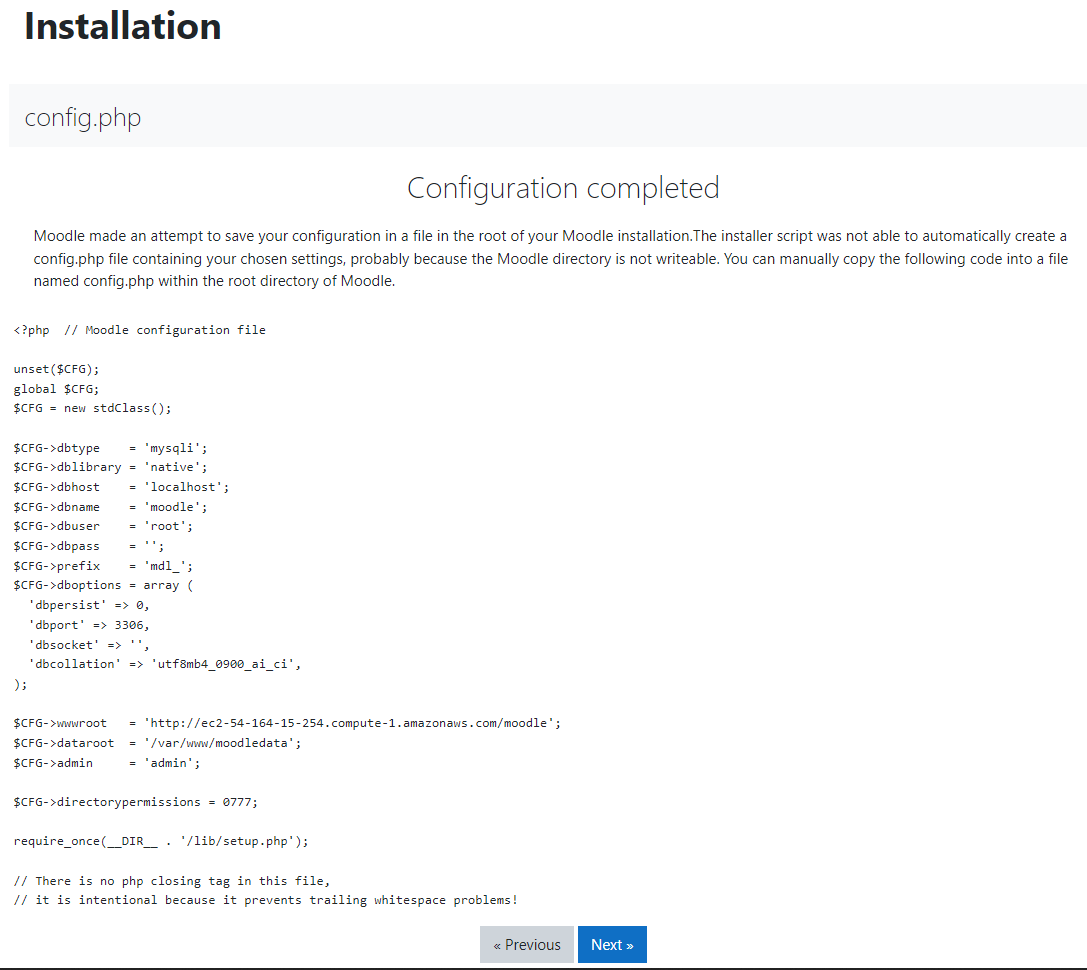 Installation
config.php
Configuration completed
Moodle made an attempt to save your configuration in a file in the root of your Moodle installation.The installer script was not able to automatically create a
config.php file containing your chosen settings, probably because the Moodle directory is not writeable. You can manually copy the following code into a file
named config.php within the root directory of Moodle.
<?php  // Moodle configuration file
unset($CFG);
global $CFG;
$CFG = new stdClass();
$CFG->dbtype    = 'mysqli';
$CFG->dblibrary = 'native';
$CFG->dbhost    = 'localhost';
$CFG->dbname    = 'moodle';
$CFG->dbuser    = 'root';
$CFG->dbpass    = '';
$CFG->prefix    = 'mdl_';
$CFG->dboptions = array (
  'dbpersist' => 0,
  'dbport' => 3306,
  'dbsocket' => '',
  'dbcollation' => 'utf8mb4_0900_ai_ci',
);
$CFG->wwwroot   = 'http://ec2-54-164-15-254.compute-1.amazonaws.com/moodle';
$CFG->dataroot  = '/var/www/moodledata';
$CFG->admin     = 'admin';
$CFG->directorypermissions = 0777;
require_once(__DIR__ . '/lib/setup.php');
// There is no php closing tag in this file,
// it is intentional because it prevents trailing whitespace problems!
« Previous
Next »